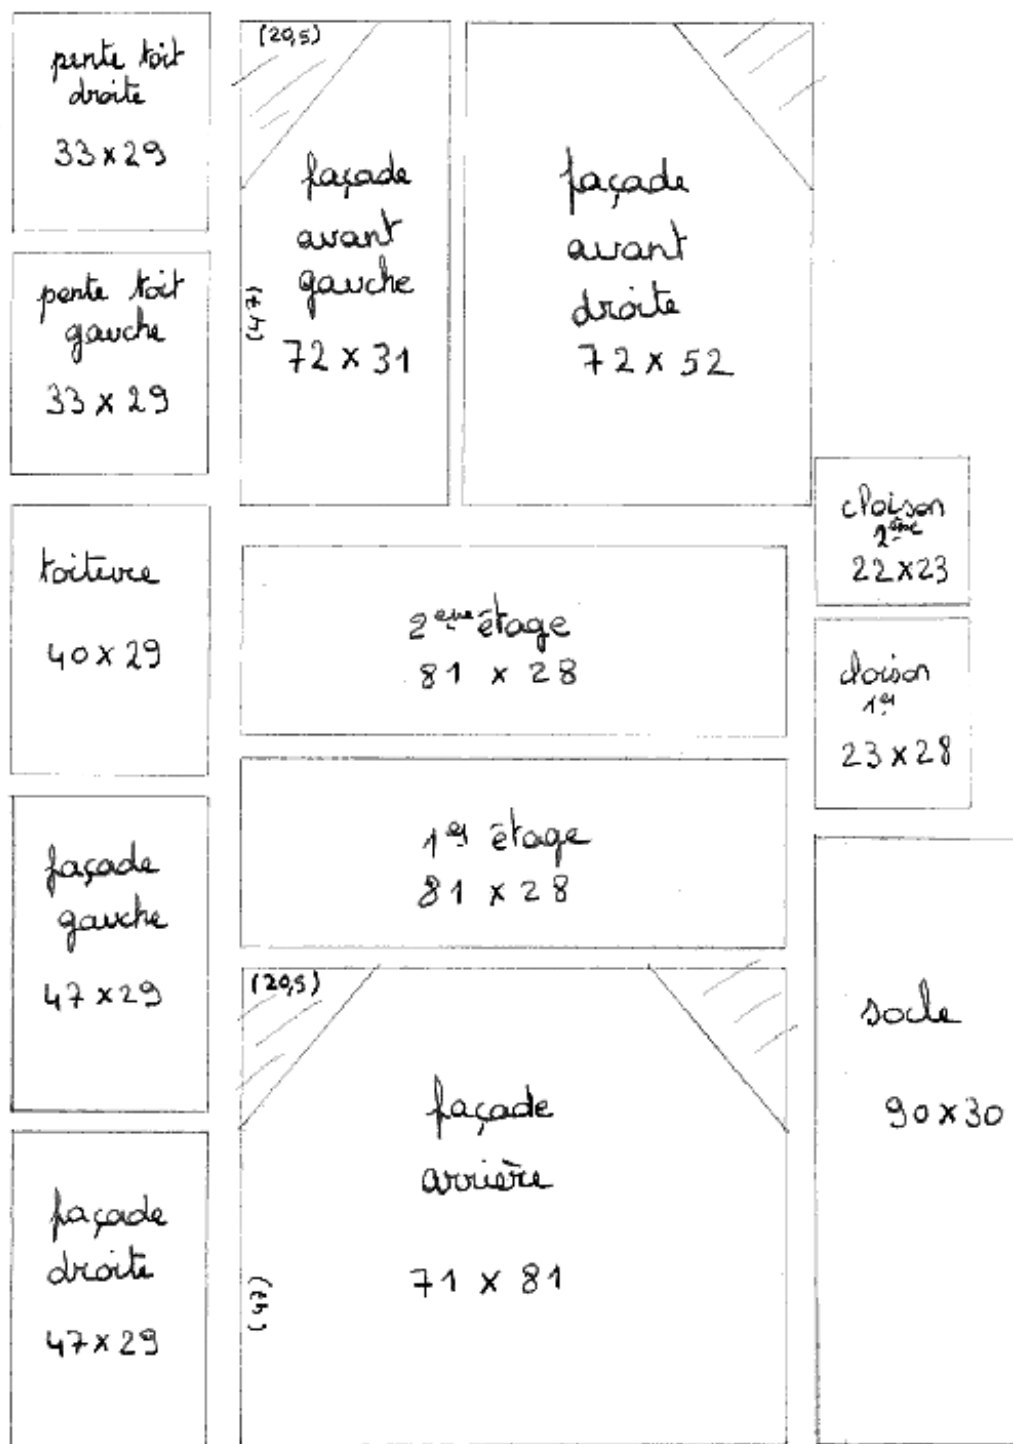 pente toit
droite
33 x 29
pente toit
gauche
33 x 29
toiture
40 x 29
façade
gauche
47 x 29
façade
droite
47 x 29
(20,5)
façade
avant
gauche
(47)
72 x 31
façade
avant
droite
72 x 52
2ème étage
81 x 28
1er étage
81 x 28
(20,5)
façade
arrière
(47)
71 x 81
cloison
2ème
22 x 23
cloison
1er
23 x 28
socle
90 x 30